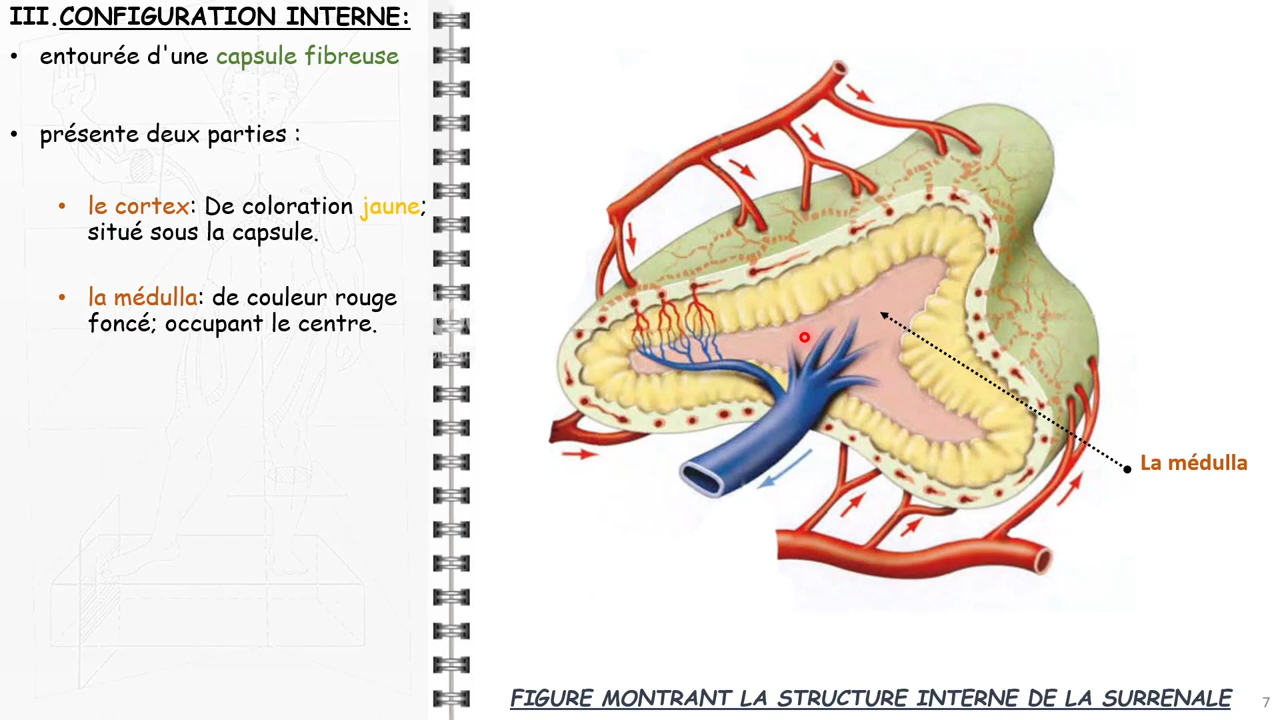 III.CONFIGURATION INTERNE:
• entourée d'une capsule fibreuse
• présente deux parties :
• le cortex: De coloration jaune;
situé sous la capsule.
• la médulla: de couleur rouge
foncé; occupant le centre.
La médulla
FIGURE MONTRANT LA STRUCTURE INTERNE DE LA SURRENALE
7